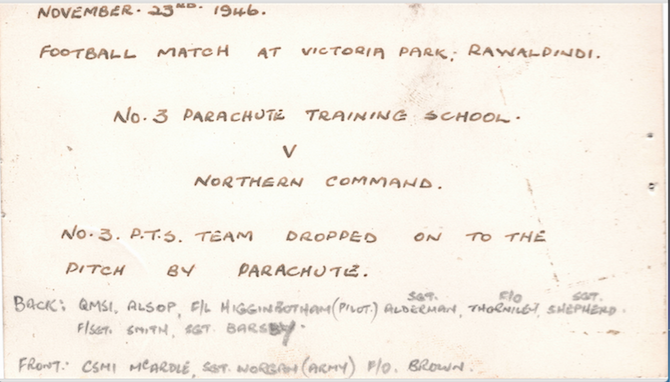 NOVEMBER. 23RD. 1946.
FOOTBALL MATCH AT VICTORIA PARK, RAWALPINDI.
No. 3 PARACHUTE TRAINING SCHOOL.
V
NORTHERN COMMAND.
No. 3. P.T.S. TEAM DROPPED ON TO THE
PITCH BY PARACHUTE.
SGT. F/O SGT.
BACK: QMSI, ALSOP, F/L HIGGINBOTHAM (PILOT.) ALDERMAN, THORNILEY, SHEPHERD.
F/SGT. SMITH, SGT. BARSBY.
FRONT: CSMI McARDLE, SGT. MORGAN (ARMY) F/O. BROWN.